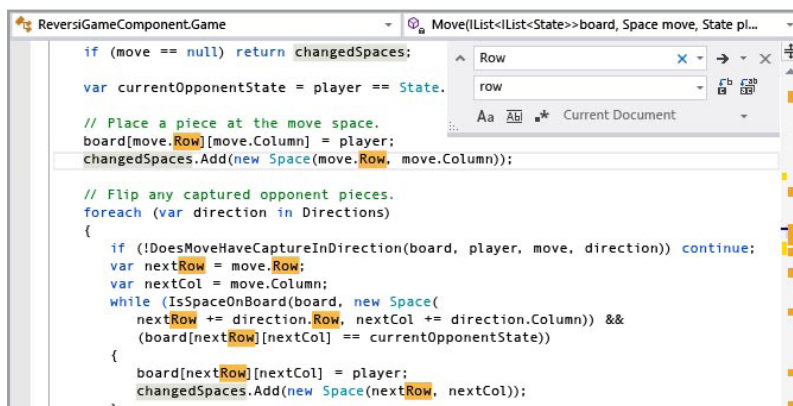 ReversiGameComponent.Game
Move(IList<IList<State>>board, Space move, State pl...
if (move == null) return changedSpaces;
Row
var currentOpponentState = player == State.
row
Aa Ab .* Current Document
// Place a piece at the move space.
board[move.Row][move.Column] = player;
changedSpaces.Add(new Space(move.Row, move.Column));
// Flip any captured opponent pieces.
foreach (var direction in Directions)
{
if (!DoesMoveHaveCaptureInDirection(board, player, move, direction)) continue;
var nextRow = move.Row;
var nextCol = move.Column;
while (IsSpaceOnBoard(board, new Space(
nextRow += direction.Row, nextCol += direction.Column)) &&
(board[nextRow][nextCol] == currentOpponentState))
{
board[nextRow][nextCol] = player;
changedSpaces.Add(new Space(nextRow, nextCol));